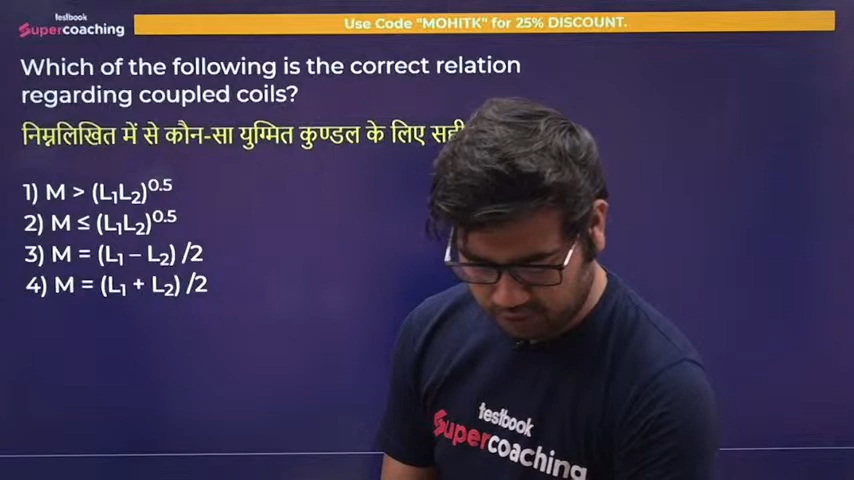 testbook
Supercoaching
Use Code "MOHITK" for 25% DISCOUNT.
Which of the following is the correct relation
regarding coupled coils?
निम्नलिखित में से कौन-सा युग्मित कुण्डल के लिए सही
1) M > (L₁L₂)^0.5
2) M ≤ (L₁L₂)^0.5
3) M = (L₁ – L₂) /2
4) M = (L₁ + L₂) /2
testbook
Supercoaching